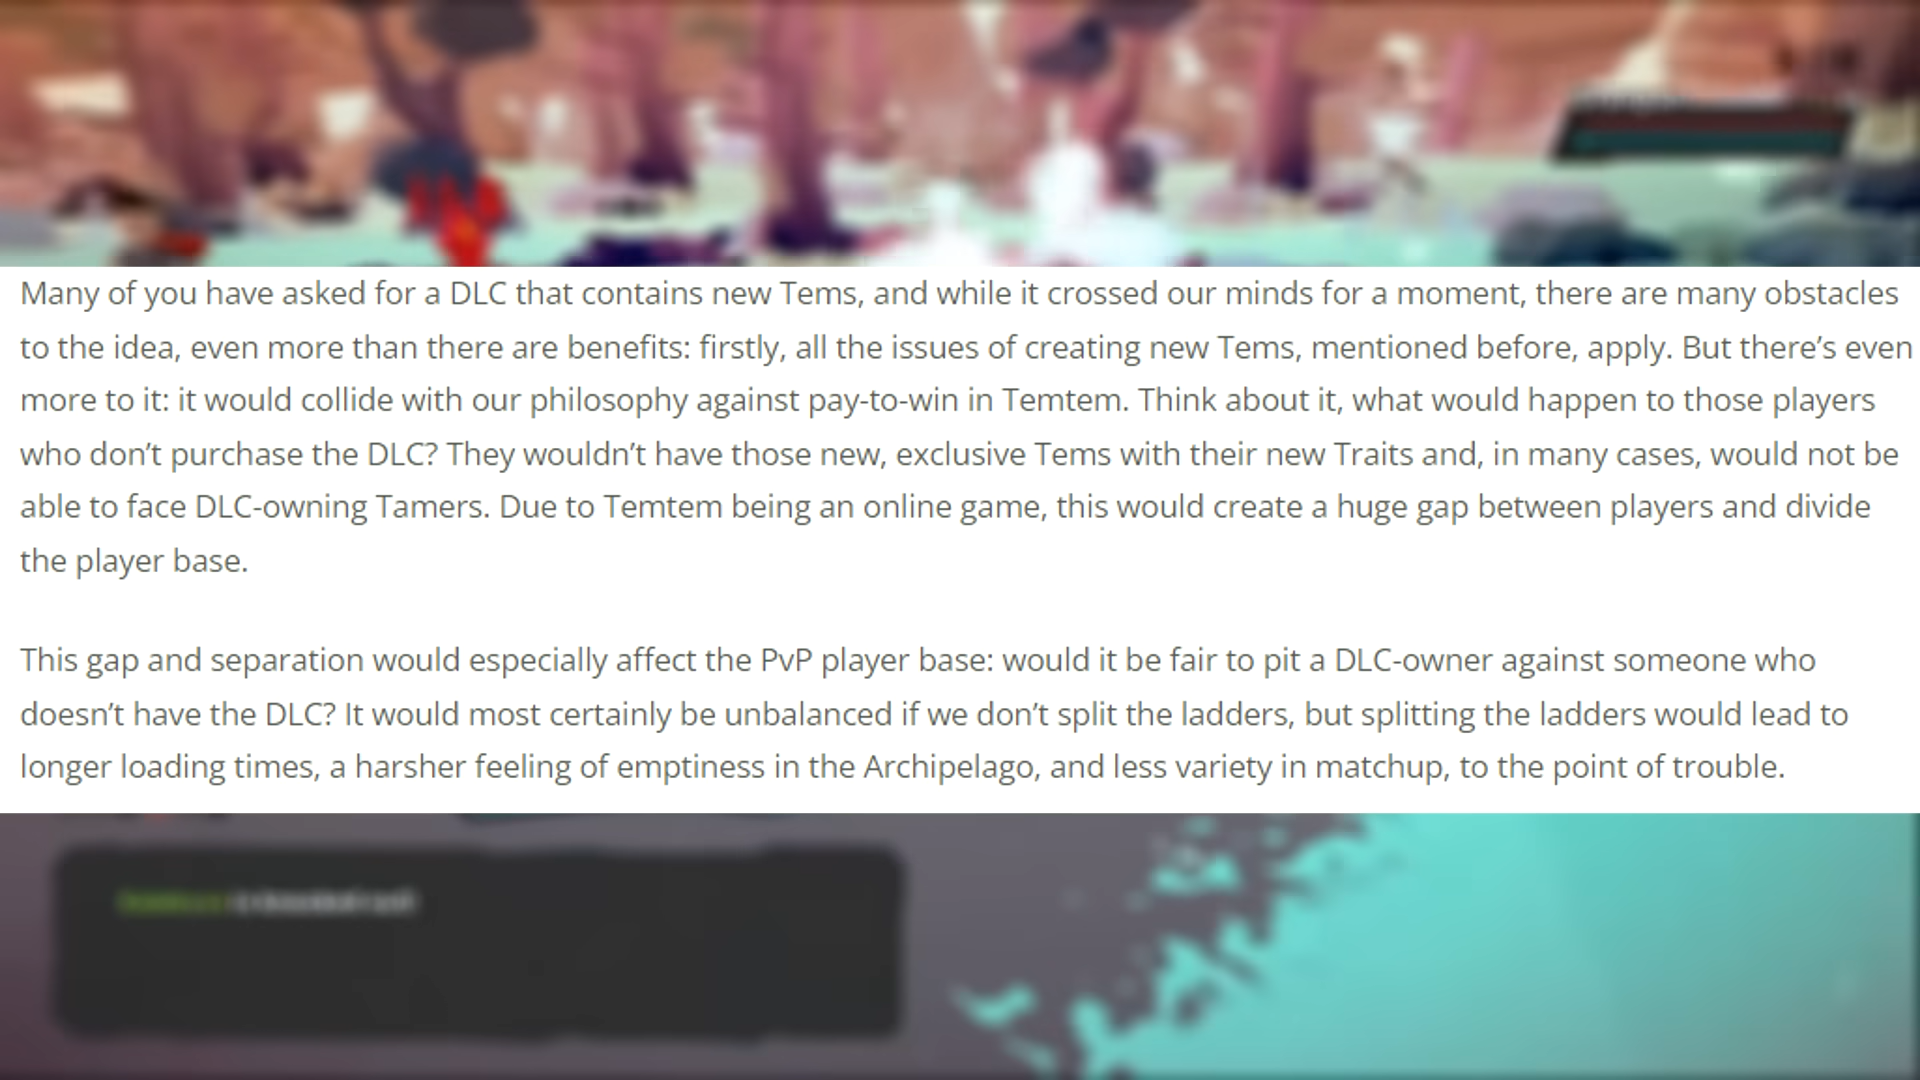 Many of you have asked for a DLC that contains new Tems, and while it crossed our minds for a moment, there are many obstacles
to the idea, even more than there are benefits: firstly, all the issues of creating new Tems, mentioned before, apply. But there’s even
more to it: it would collide with our philosophy against pay-to-win in Temtem. Think about it, what would happen to those players
who don’t purchase the DLC? They wouldn’t have those new, exclusive Tems with their new Traits and, in many cases, would not be
able to face DLC-owning Tamers. Due to Temtem being an online game, this would create a huge gap between players and divide
the player base.
This gap and separation would especially affect the PvP player base: would it be fair to pit a DLC-owner against someone who
doesn’t have the DLC? It would most certainly be unbalanced if we don’t split the ladders, but splitting the ladders would lead to
longer loading times, a harsher feeling of emptiness in the Archipelago, and less variety in matchup, to the point of trouble.